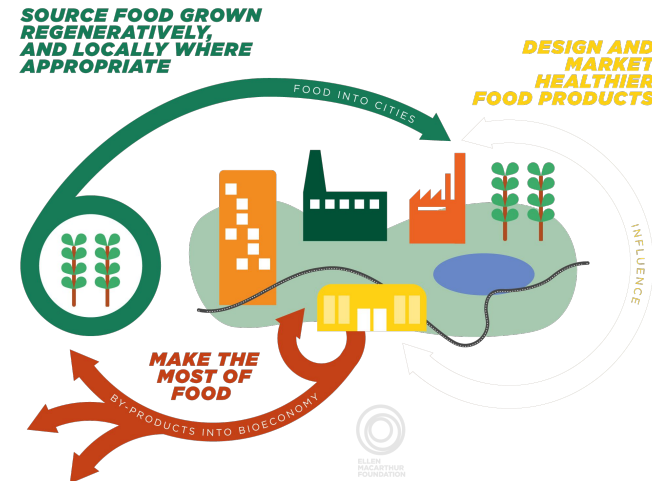 SOURCE FOOD GROWN
REGENERATIVELY,
AND LOCALLY WHERE
APPROPRIATE
DESIGN AND
MARKET
HEALTHIER
FOOD PRODUCTS
FOOD INTO CITIES
INFLUENCE
MAKE THE
MOST OF
FOOD
BY-PRODUCTS INTO BIOECONOMY
ELLEN
MACARTHUR
FOUNDATION